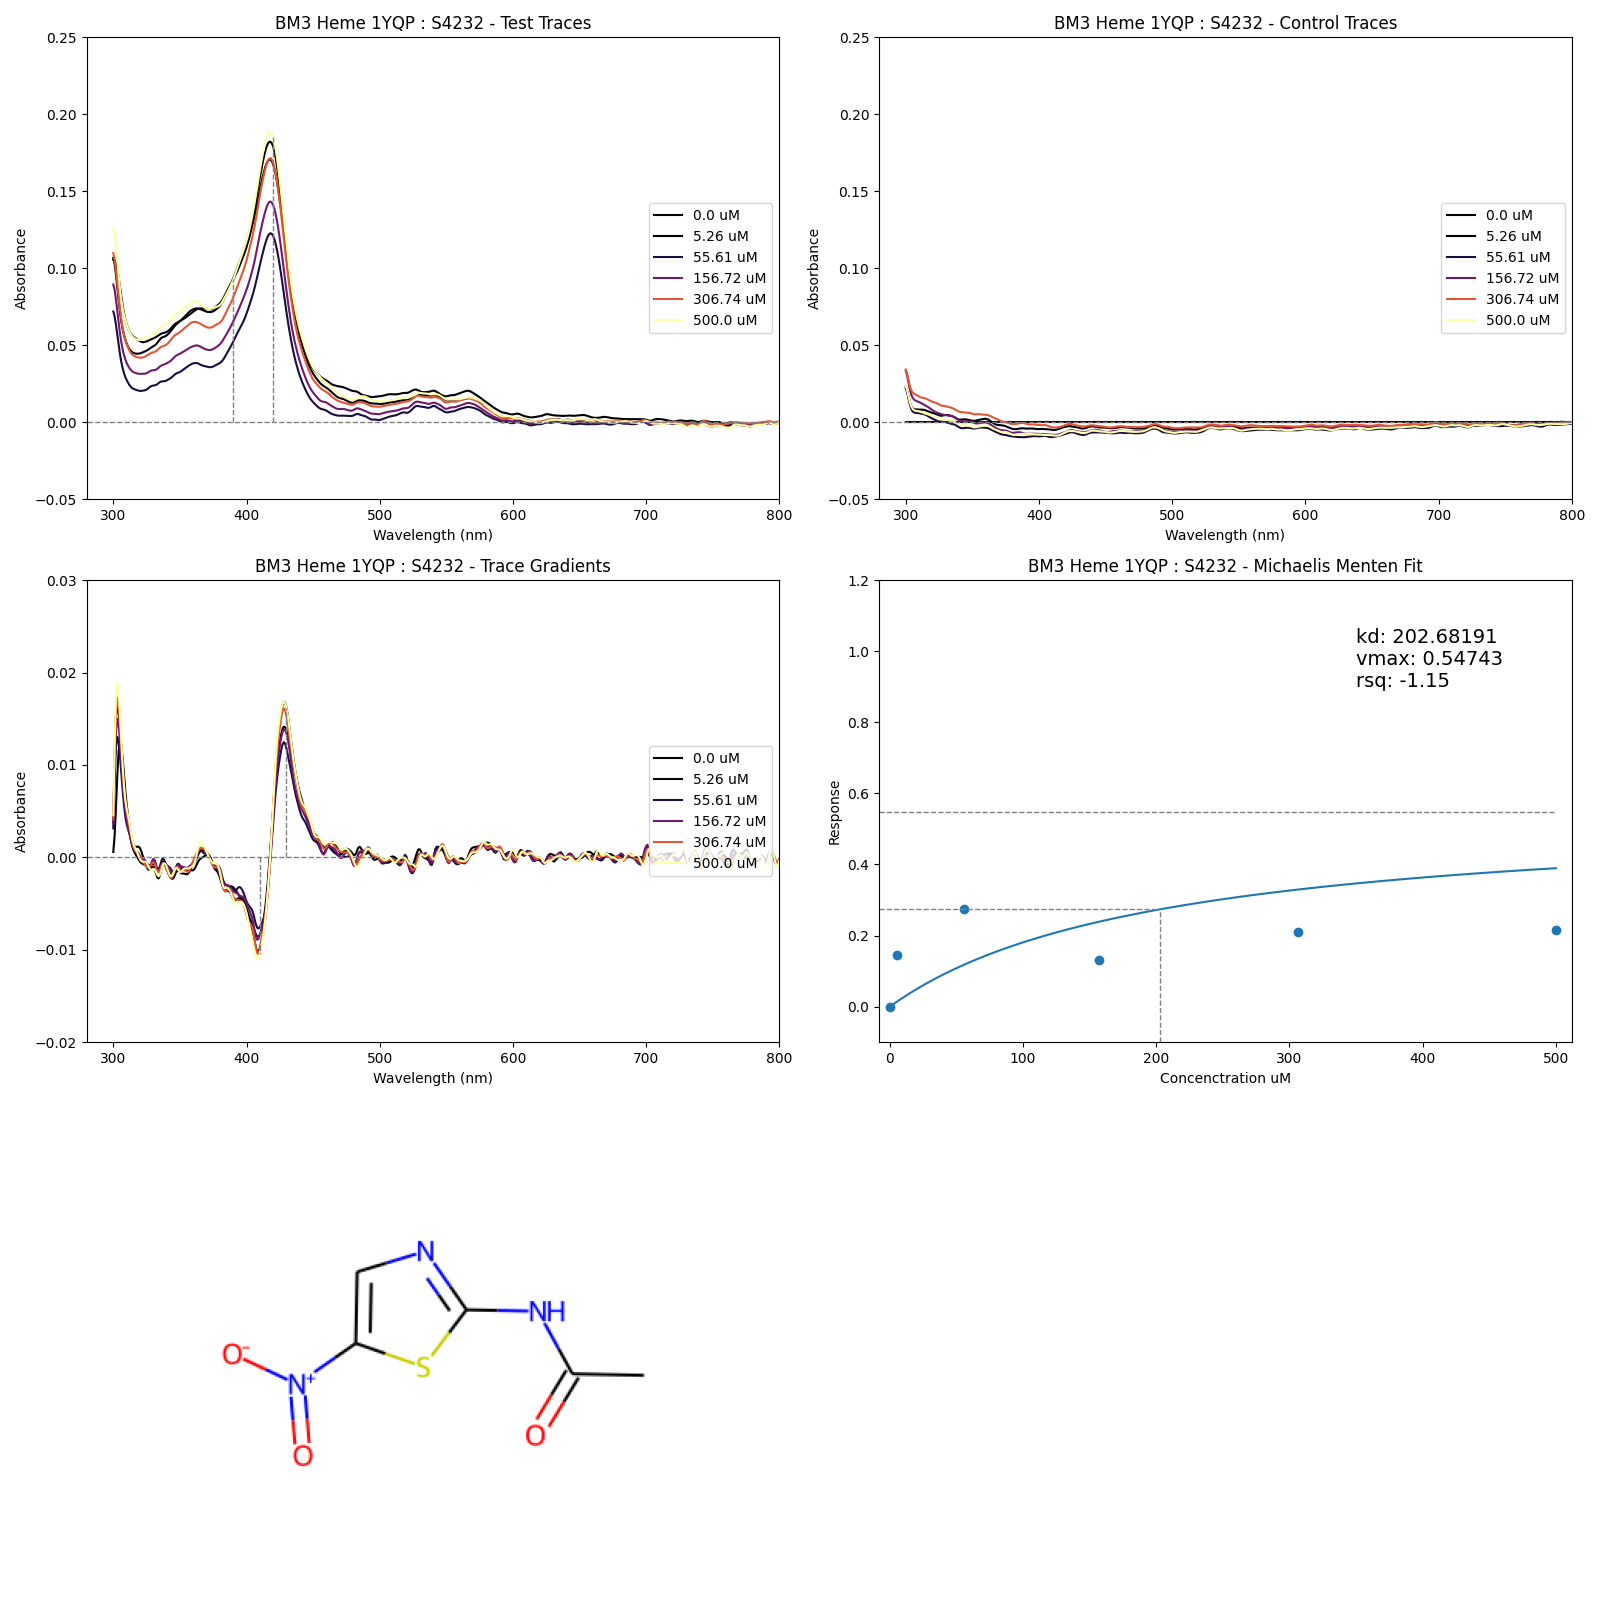 BM3 Heme 1YQP : S4232 - Test Traces
0.25
0.20
0.15
0.10
0.05
0.00
−0.05
Absorbance
300
400
500
600
700
800
Wavelength (nm)
0.0 uM
5.26 uM
55.61 uM
156.72 uM
306.74 uM
500.0 uM
BM3 Heme 1YQP : S4232 - Control Traces
0.25
0.20
0.15
0.10
0.05
0.00
−0.05
Absorbance
300
400
500
600
700
800
Wavelength (nm)
0.0 uM
5.26 uM
55.61 uM
156.72 uM
306.74 uM
500.0 uM
BM3 Heme 1YQP : S4232 - Trace Gradients
0.03
0.02
0.01
0.00
−0.01
−0.02
Absorbance
300
400
500
600
700
800
Wavelength (nm)
0.0 uM
5.26 uM
55.61 uM
156.72 uM
306.74 uM
500.0 uM
BM3 Heme 1YQP : S4232 - Michaelis Menten Fit
1.2
1.0
0.8
0.6
0.4
0.2
0.0
Response
kd: 202.68191
vmax: 0.54743
rsq: -1.15
0
100
200
300
400
500
Concenctration uM
N
NH
S
O
O-
N+
O